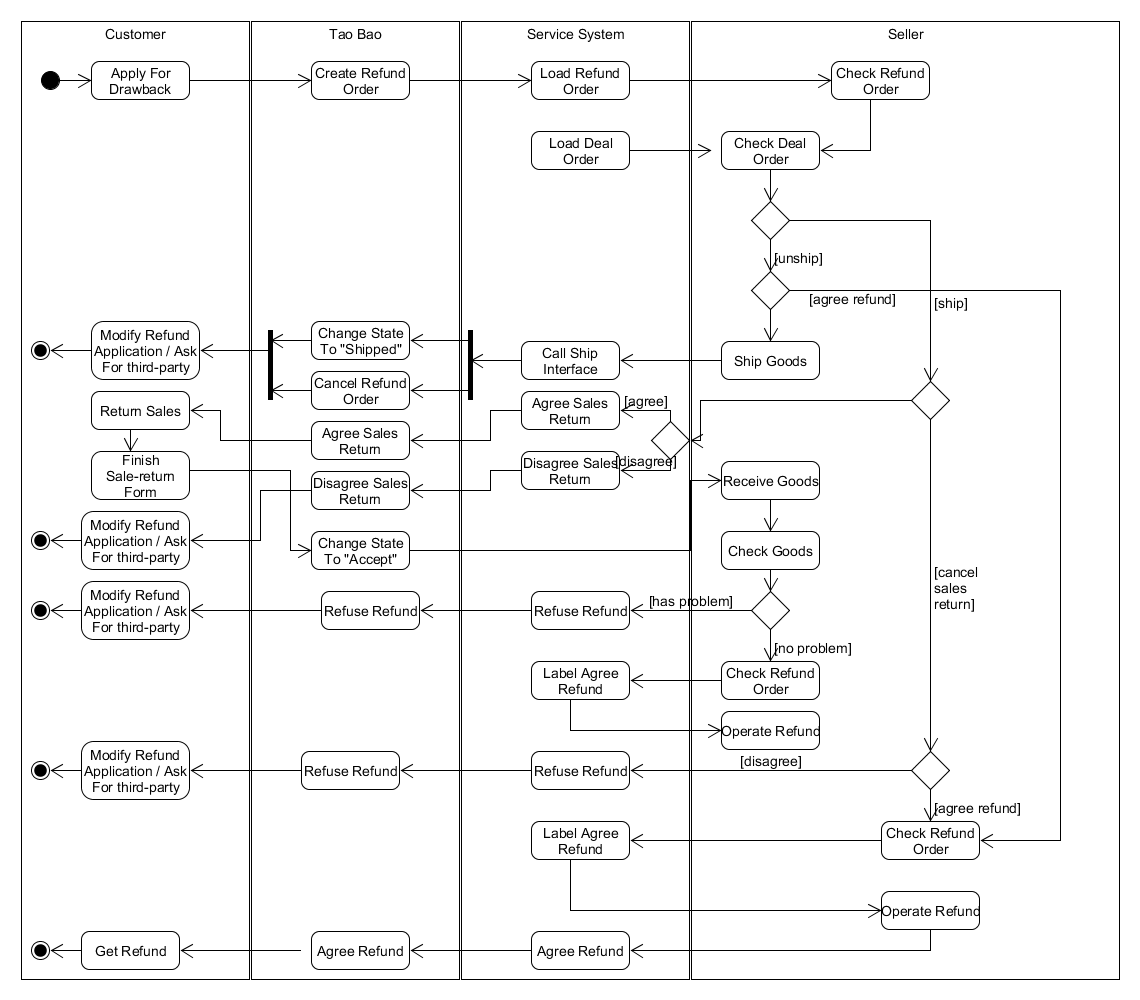 Customer
Tao Bao
Service System
Seller
Apply For
Drawback
Create Refund
Order
Load Refund
Order
Check Refund
Order
Load Deal
Order
Check Deal
Order
[unship]
[agree refund]
[ship]
Modify Refund
Application / Ask
For third-party
Change State
To "Shipped"
Call Ship
Interface
Ship Goods
Cancel Refund
Order
Return Sales
Agree Sales
Return
Agree Sales
Return
[agree]
Finish
Sale-return
Form
Disagree Sales
Return
Disagree Sales
Return
[disagree]
Receive Goods
Modify Refund
Application / Ask
For third-party
Change State
To "Accept"
Check Goods
[cancel
sales
return]
Modify Refund
Application / Ask
For third-party
Refuse Refund
Refuse Refund
[has problem]
[no problem]
Label Agree
Refund
Check Refund
Order
Operate Refund
Modify Refund
Application / Ask
For third-party
Refuse Refund
Refuse Refund
[disagree]
[agree refund]
Label Agree
Refund
Check Refund
Order
Operate Refund
Get Refund
Agree Refund
Agree Refund